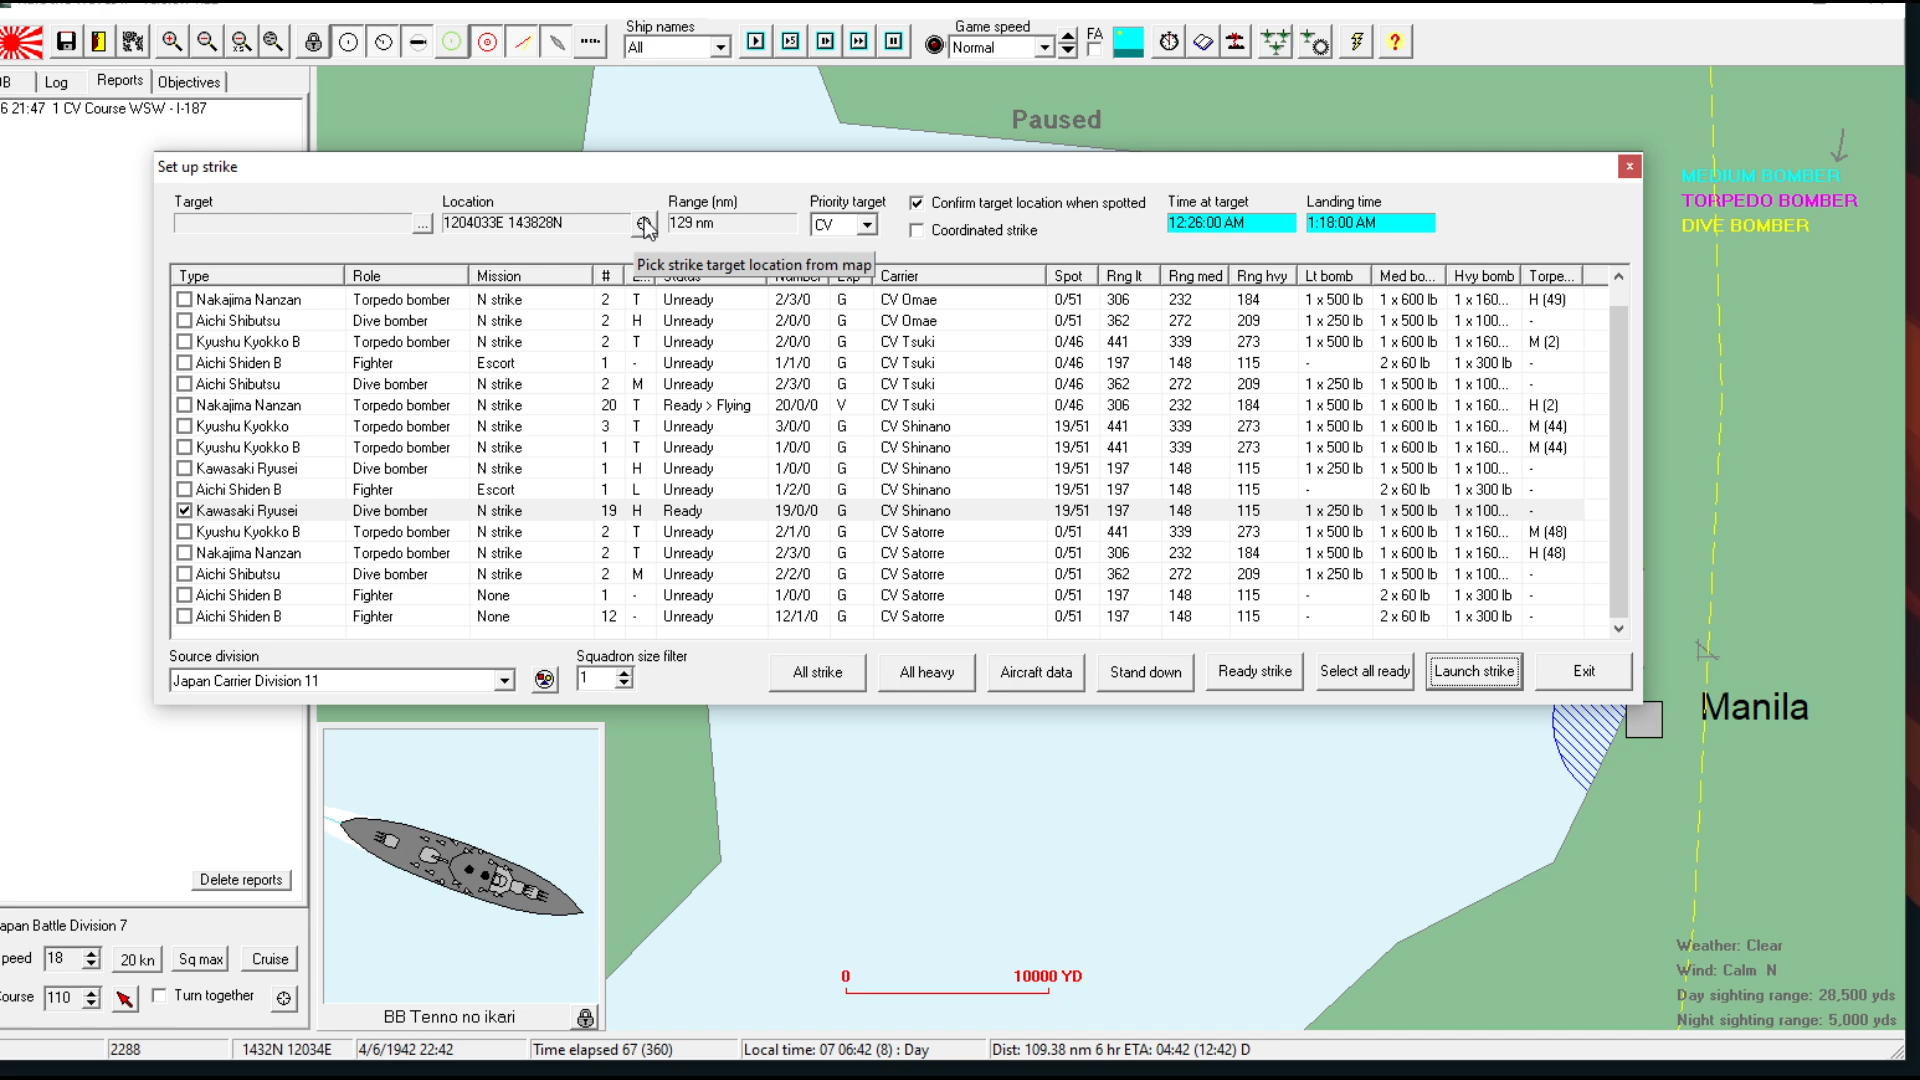 Ship names
All
Game speed
Normal
FA
Log
Reports
Objectives
6 21:47 1 CV Course WSW - I-187
Paused
MEDIUM BOMBER
TORPEDO BOMBER
DIVE BOMBER
Set up strike
Target
Location
Range (nm)
Priority target
Confirm target location when spotted
Time at target
Landing time
...
1204033E 143828N
129 nm
CV
12:26:00 AM
1:18:00 AM
Coordinated strike
Pick strike target location from map
Type Role Mission # Carrier Spot Rng lt Rng med Rng hvy Lt bomb Med bo... Hvy bomb Torpe...
Nakajima Nanzan Torpedo bomber N strike 2 T Unready 2/3/0 G CV Omae 0/51 306 232 184 1 x 500 lb 1 x 600 lb 1 x 160... H (49)
Aichi Shibutsu Dive bomber N strike 2 H Unready 2/0/0 G CV Omae 0/51 362 272 209 1 x 250 lb 1 x 500 lb 1 x 100... -
Kyushu Kyokko B Torpedo bomber N strike 2 T Unready 2/0/0 G CV Tsuki 0/46 441 339 273 1 x 500 lb 1 x 600 lb 1 x 160... M (2)
Aichi Shiden B Fighter Escort 1 - Unready 1/1/0 G CV Tsuki 0/46 197 148 115 - 2 x 60 lb 1 x 300 lb -
Aichi Shibutsu Dive bomber N strike 2 M Unready 2/3/0 G CV Tsuki 0/46 362 272 209 1 x 250 lb 1 x 500 lb 1 x 100... -
Nakajima Nanzan Torpedo bomber N strike 20 T Ready > Flying 20/0/0 V CV Tsuki 0/46 306 232 184 1 x 500 lb 1 x 600 lb 1 x 160... H (2)
Kyushu Kyokko Torpedo bomber N strike 3 T Unready 3/0/0 G CV Shinano 19/51 441 339 273 1 x 500 lb 1 x 600 lb 1 x 160... M (44)
Kyushu Kyokko B Torpedo bomber N strike 1 T Unready 1/0/0 G CV Shinano 19/51 441 339 273 1 x 500 lb 1 x 600 lb 1 x 160... M (44)
Kawasaki Ryusei Dive bomber N strike 1 H Unready 1/0/0 G CV Shinano 19/51 197 148 115 1 x 250 lb 1 x 500 lb 1 x 100... -
Aichi Shiden B Fighter Escort 1 L Unready 1/2/0 G CV Shinano 19/51 197 148 115 - 2 x 60 lb 1 x 300 lb -
Kawasaki Ryusei Dive bomber N strike 19 H Ready 19/0/0 G CV Shinano 19/51 197 148 115 1 x 250 lb 1 x 500 lb 1 x 100... -
Kyushu Kyokko B Torpedo bomber N strike 2 T Unready 2/1/0 G CV Satorre 0/51 441 339 273 1 x 500 lb 1 x 600 lb 1 x 160... M (48)
Nakajima Nanzan Torpedo bomber N strike 2 T Unready 2/3/0 G CV Satorre 0/51 306 232 184 1 x 500 lb 1 x 600 lb 1 x 160... H (48)
Aichi Shibutsu Dive bomber N strike 2 M Unready 2/2/0 G CV Satorre 0/51 362 272 209 1 x 250 lb 1 x 500 lb 1 x 100... -
Aichi Shiden B Fighter None 1 - Unready 1/0/0 G CV Satorre 0/51 197 148 115 - 2 x 60 lb 1 x 300 lb -
Aichi Shiden B Fighter None 12 - Unready 12/1/0 G CV Satorre 0/51 197 148 115 - 2 x 60 lb 1 x 300 lb -
Source division
Japan Carrier Division 11
Squadron size filter
1
All strike
All heavy
Aircraft data
Stand down
Ready strike
Select all ready
Launch strike
Exit
Manila
Delete reports
apan Battle Division 7
peed 18 20 kn Sq max Cruise
ourse 110 Turn together
BB Tenno no ikari
0 10000 YD
Weather: Clear
Wind: Calm N
Day sighting range: 28,500 yds
Night sighting range: 5,000 yds
2288
1432N 12034E
4/6/1942 22:42
Time elapsed 67 (360)
Local time: 07 06:42 (8) : Day
Dist: 109.38 nm 6 hr ETA: 04:42 (12:42) D